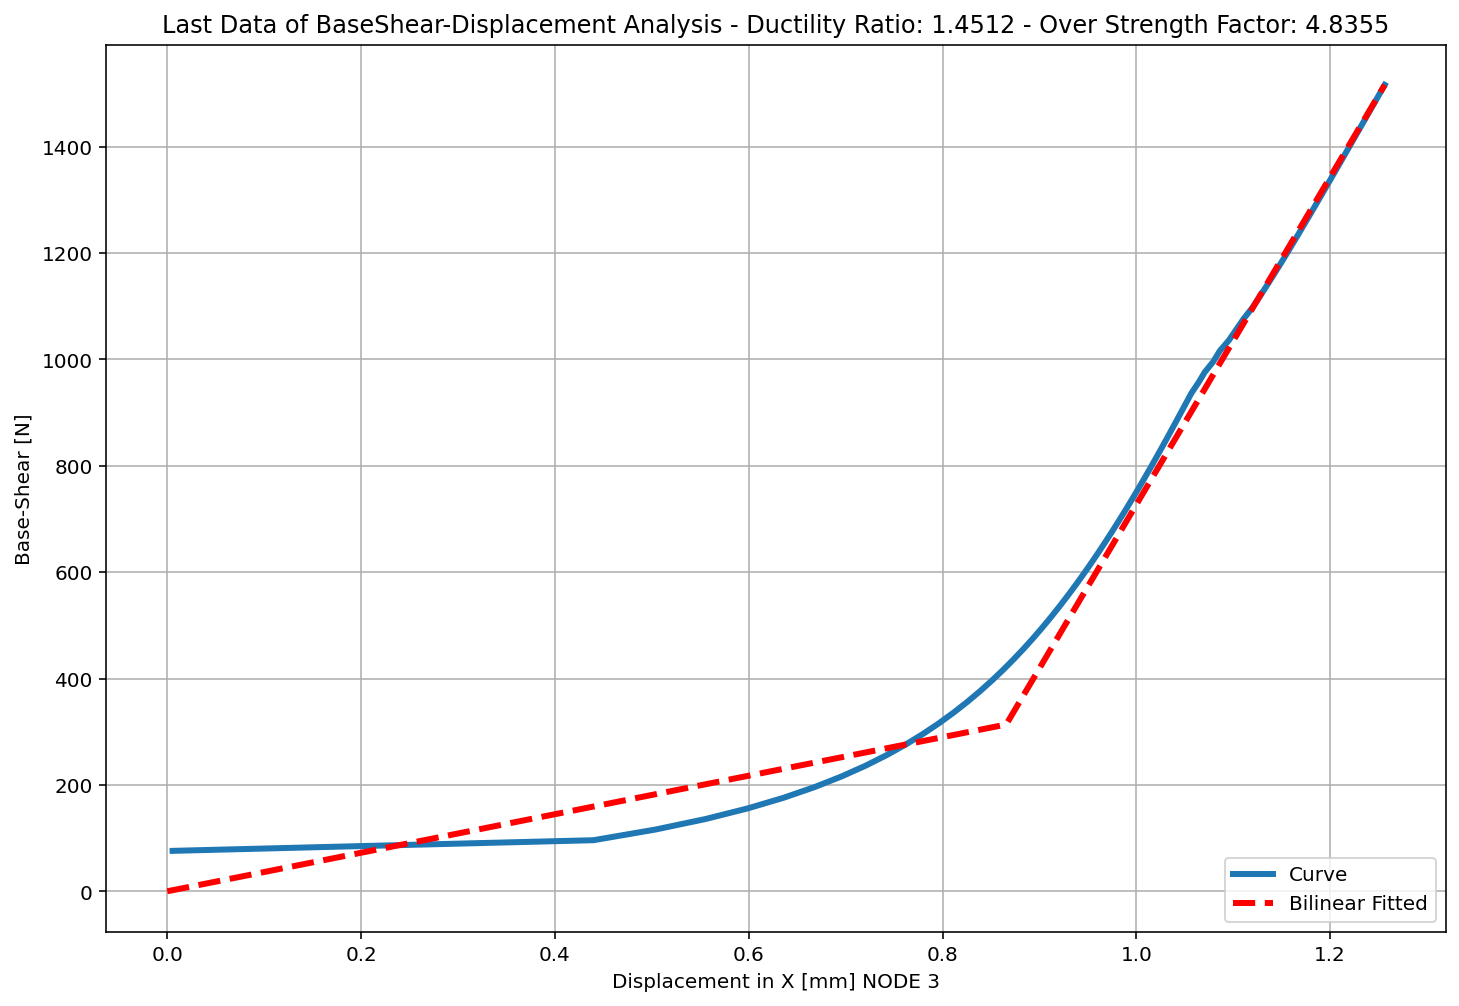 Last Data of BaseShear-Displacement Analysis - Ductility Ratio: 1.4512 - Over Strength Factor: 4.8355
Base-Shear [N]
1400
1200
1000
800
600
400
200
0
0.0 0.2 0.4 0.6 0.8 1.0 1.2
Displacement in X [mm] NODE 3
Curve
Bilinear Fitted